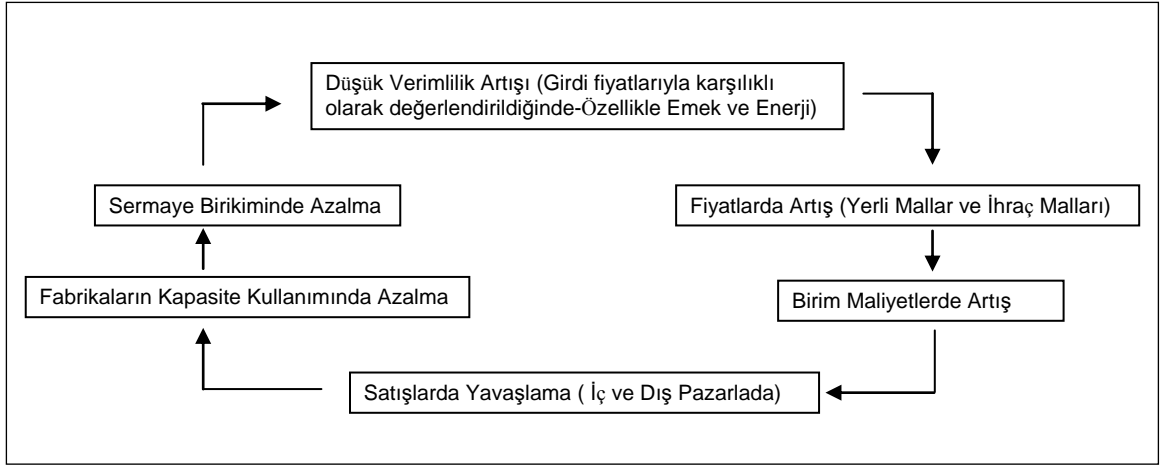 Düşük Verimlilik Artışı (Girdi fiyatlarıyla karşılıklı
olarak değerlendirildiğinde-Özellikle Emek ve Enerji)
Sermaye Birikiminde Azalma
Fiyatlarda Artış (Yerli Mallar ve İhraç Malları)
Fabrikaların Kapasite Kullanımında Azalma
Birim Maliyetlerde Artış
Satışlarda Yavaşlama ( İç ve Dış Pazarlada)